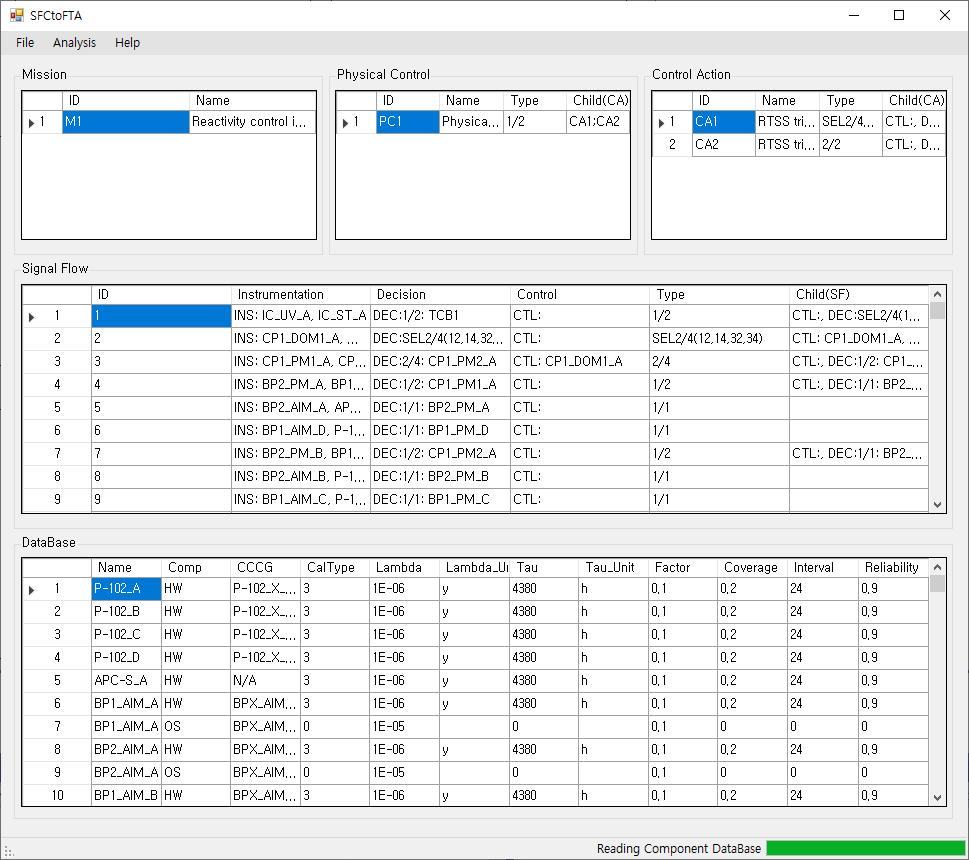 SFCtoFTA
File Analysis Help
Mission
ID Name
1 M1 Reactivity control i...
Physical Control
ID Name Type Child(CA)
1 PC1 Physica... 1/2 CA1;CA2
Control Action
ID Name Type Child(CA)
1 CA1 RTSS tri... SEL2/4... CTL:, D...
2 CA2 RTSS tri... 2/2 CTL:, D...
Signal Flow
ID Instrumentation Decision Control Type Child(SF)
1 1 INS: IC_UV_A, IC_ST_A DEC:1/2: TCB1 CTL: 1/2 CTL:, DEC:SEL2/4(1...
2 2 INS: CP1_DOM1_A, ... DEC:SEL2/4(12,14,32... CTL: SEL2/4(12,14,32,34) CTL: CP1_DOM1_A, ...
3 3 INS: CP1_PM1_A, CP... DEC:2/4: CP1_PM2_A CTL: CP1_DOM1_A 2/4 CTL:, DEC:1/2: CP1_...
4 4 INS: BP2_PM_A, BP1... DEC:1/2: CP1_PM1_A CTL: 1/2 CTL:, DEC:1/1: BP2_...
5 5 INS: BP2_AIM_A, AP... DEC:1/1: BP2_PM_A CTL: 1/1
6 6 INS: BP1_AIM_D, P-1... DEC:1/1: BP1_PM_D CTL: 1/1
7 7 INS: BP2_PM_B, BP1... DEC:1/2: CP1_PM2_A CTL: 1/2 CTL:, DEC:1/1: BP2_...
8 8 INS: BP2_AIM_B, P-1... DEC:1/1: BP2_PM_B CTL: 1/1
9 9 INS: BP1_AIM_C, P-1... DEC:1/1: BP1_PM_C CTL: 1/1
DataBase
Name Comp CCCG CalType Lambda Lambda_Un Tau Tau_Unit Factor Coverage Interval Reliability
1 P-102_A HW P-102_X_... 3 1E-06 y 4380 h 0,1 0,2 24 0,9
2 P-102_B HW P-102_X_... 3 1E-06 y 4380 h 0,1 0,2 24 0,9
3 P-102_C HW P-102_X_... 3 1E-06 y 4380 h 0,1 0,2 24 0,9
4 P-102_D HW P-102_X_... 3 1E-06 y 4380 h 0,1 0,2 24 0,9
5 APC-S_A HW N/A 3 1E-06 y 4380 h 0,1 0,2 24 0,9
6 BP1_AIM_A HW BPX_AIM... 3 1E-06 y 4380 h 0,1 0,2 24 0,9
7 BP1_AIM_A OS BPX_AIM... 0 1E-05 0 0,1 0 0 0
8 BP2_AIM_A HW BPX_AIM... 3 1E-06 y 4380 h 0,1 0,2 24 0,9
9 BP2_AIM_A OS BPX_AIM... 0 1E-05 0 0,1 0 0 0
10 BP1_AIM_B HW BPX_AIM... 3 1E-06 y 4380 h 0,1 0,2 24 0,9
Reading Component DataBase